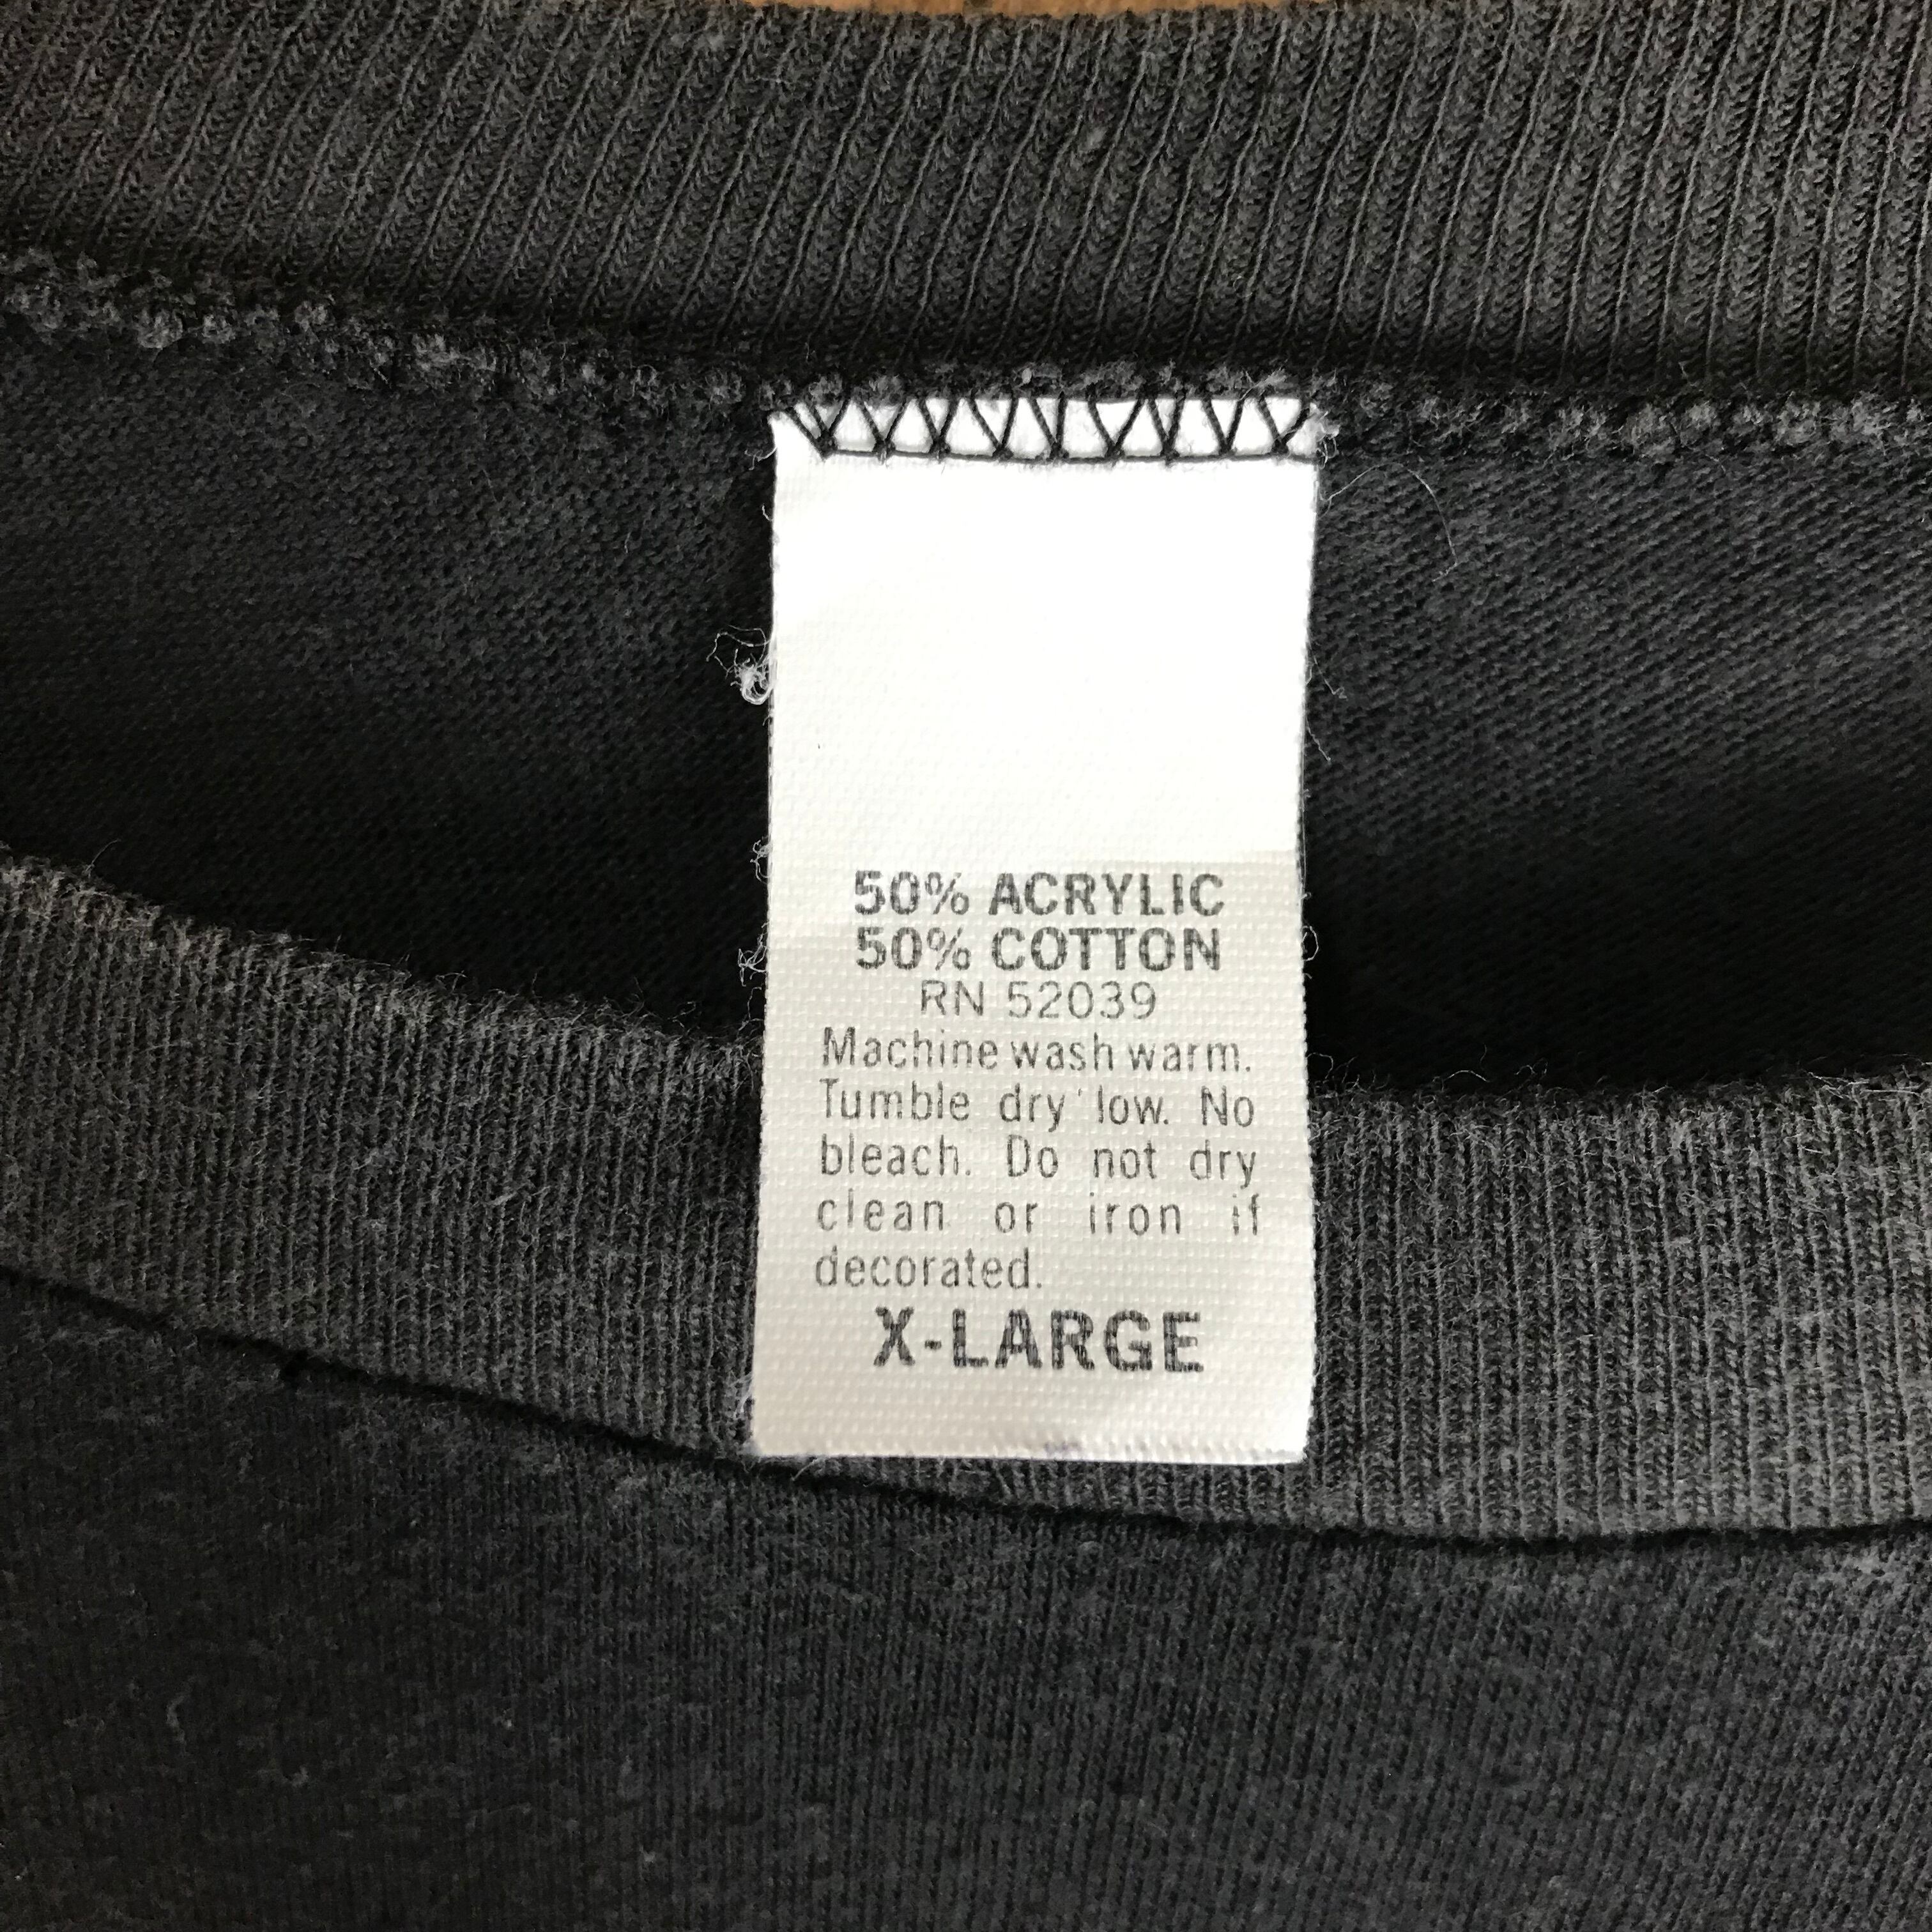 50% ACRYLIC
50% COTTON
RN 52039
Machine wash warm.
Tumble dry low. No
bleach. Do not dry
clean or iron if
decorated.
X-LARGE